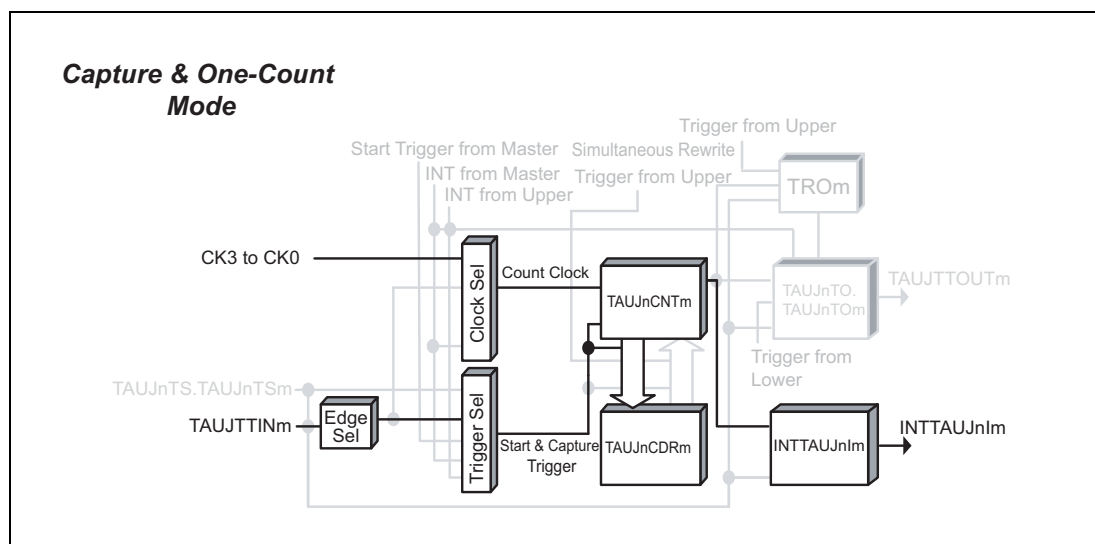 Capture & One-Count
Mode
Trigger from Upper
Start Trigger from Master
Simultaneous Rewrite
INT from Master
Trigger from Upper
INT from Upper
TROm
CK3 to CK0
Clock Sel
Count Clock
TAUJnCNTm
TAUJnTO.
TAUJnTOm
TAUJTTOUTm
Trigger from
Lower
TAUJnTS.TAUJnTSm
TAUJTTINm
Edge
Sel
Trigger Sel
Start & Capture
Trigger
TAUJnCDRm
INTTAUJnIm
INTTAUJnIm